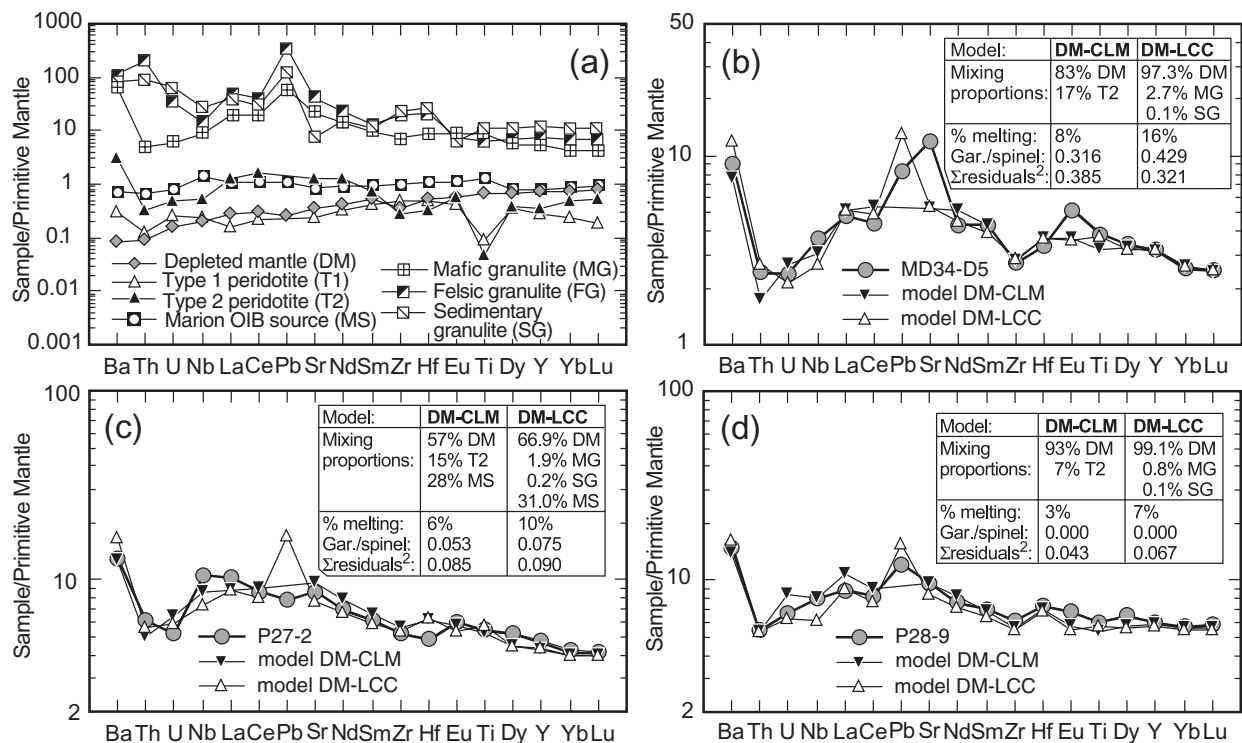 Sample/Primitive Mantle
1000
100
10
1
0.1
0.01
0.001
(a)
Depleted mantle (DM)
Type 1 peridotite (T1)
Type 2 peridotite (T2)
Marion OIB source (MS)
Mafic granulite (MG)
Felsic granulite (FG)
Sedimentary
granulite (SG)
Ba Th U Nb La Ce Pb Sr Nd Sm Zr Hf Eu Ti Dy Y Yb Lu
Sample/Primitive Mantle
50
10
1
(b)
Model: DM-CLM DM-LCC
Mixing 83% DM 97.3% DM
proportions: 17% T2 2.7% MG
0.1% SG
% melting: 8% 16%
Gar./spinel: 0.316 0.429
Σresiduals²: 0.385 0.321
MD34-D5
model DM-CLM
model DM-LCC
Ba Th U Nb La Ce Pb Sr Nd Sm Zr Hf Eu Ti Dy Y Yb Lu
Sample/Primitive Mantle
100
10
2
(c)
Model: DM-CLM DM-LCC
Mixing 57% DM 66.9% DM
proportions: 15% T2 1.9% MG
28% MS 0.2% SG
31.0% MS
% melting: 6% 10%
Gar./spinel: 0.053 0.075
Σresiduals²: 0.085 0.090
P27-2
model DM-CLM
model DM-LCC
Ba Th U Nb La Ce Pb Sr Nd Sm Zr Hf Eu Ti Dy Y Yb Lu
Sample/Primitive Mantle
100
10
2
(d)
Model: DM-CLM DM-LCC
Mixing 93% DM 99.1% DM
proportions: 7% T2 0.8% MG
0.1% SG
% melting: 3% 7%
Gar./spinel: 0.000 0.000
Σresiduals²: 0.043 0.067
P28-9
model DM-CLM
model DM-LCC
Ba Th U Nb La Ce Pb Sr Nd Sm Zr Hf Eu Ti Dy Y Yb Lu